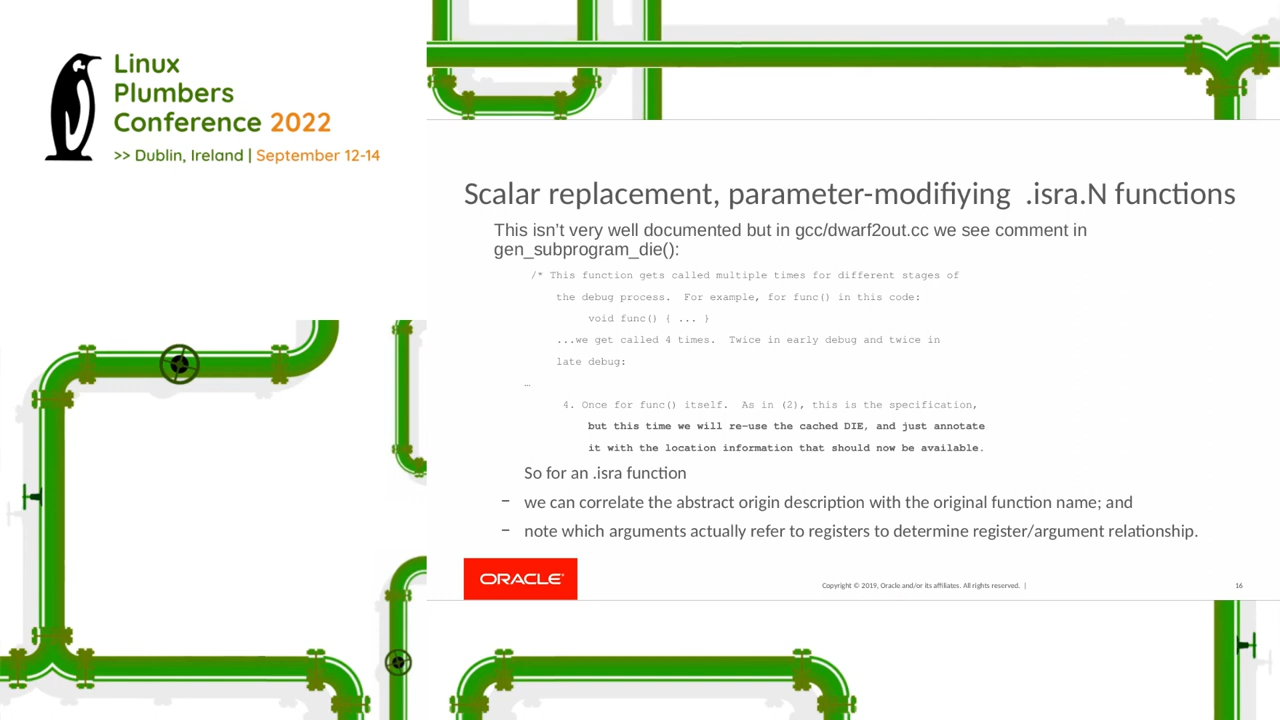 Linux
Plumbers
Conference 2022
>> Dublin, Ireland | September 12-14
Scalar replacement, parameter-modifiying  .isra.N functions
This isn’t very well documented but in gcc/dwarf2out.cc we see comment in
gen_subprogram_die():
/* This function gets called multiple times for different stages of
the debug process.  For example, for func() in this code:
void func() { ... }
...we get called 4 times.  Twice in early debug and twice in
late debug:
…
4. Once for func() itself.  As in (2), this is the specification,
but this time we will re-use the cached DIE, and just annotate
it with the location information that should now be available.
So for an .isra function
– we can correlate the abstract origin description with the original function name; and
– note which arguments actually refer to registers to determine register/argument relationship.
ORACLE
Copyright © 2019, Oracle and/or its affiliates. All rights reserved.  |
16